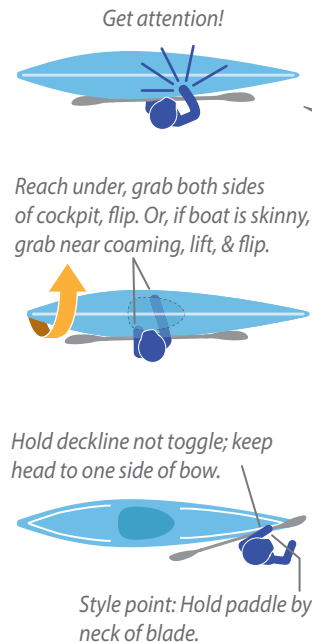 Get attention!
Reach under, grab both sides
of cockpit, flip. Or, if boat is skinny,
grab near coaming, lift, & flip.
Hold deckline not toggle; keep
head to one side of bow.
Style point: Hold paddle by
neck of blade.